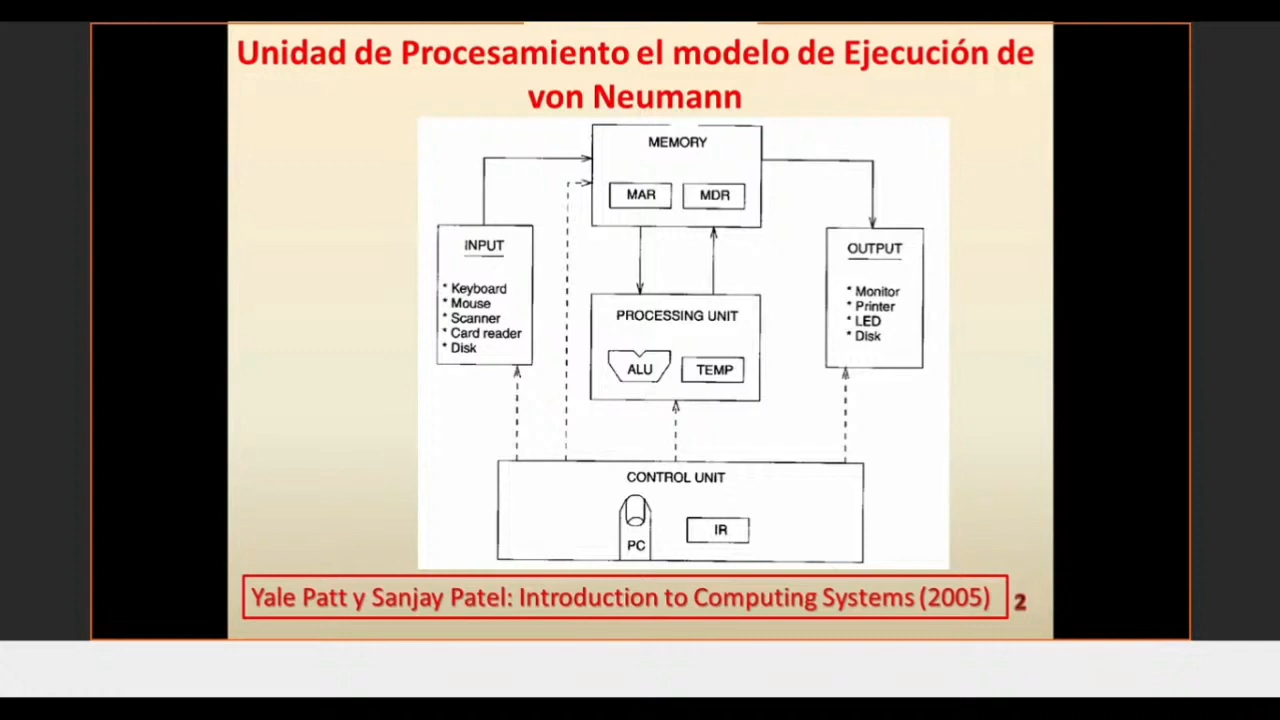 Unidad de Procesamiento el modelo de Ejecución de
von Neumann
MEMORY
MAR MDR
INPUT
* Keyboard
* Mouse
* Scanner
* Card reader
* Disk
OUTPUT
* Monitor
* Printer
* LED
* Disk
PROCESSING UNIT
ALU TEMP
CONTROL UNIT
IR
PC
Yale Patt y Sanjay Patel: Introduction to Computing Systems (2005)
2